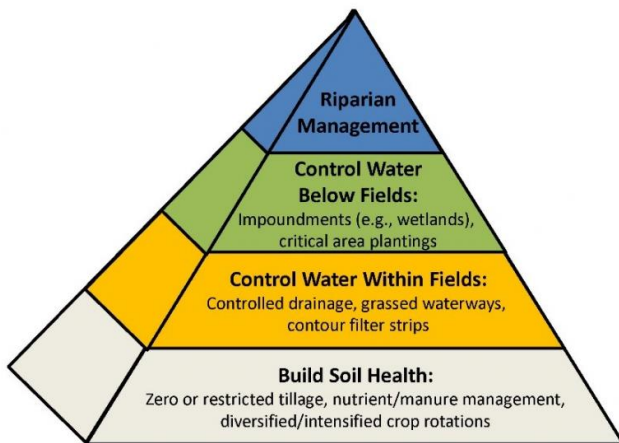 Riparian
Management
Control Water
Below Fields:
Impoundments (e.g., wetlands),
critical area plantings
Control Water Within Fields:
Controlled drainage, grassed waterways,
contour filter strips
Build Soil Health:
Zero or restricted tillage, nutrient/manure management,
diversified/intensified crop rotations